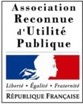 Association
Reconnue
d'Utilité
Publique
Liberté • Égalité • Fraternité
RÉPUBLIQUE FRANÇAISE